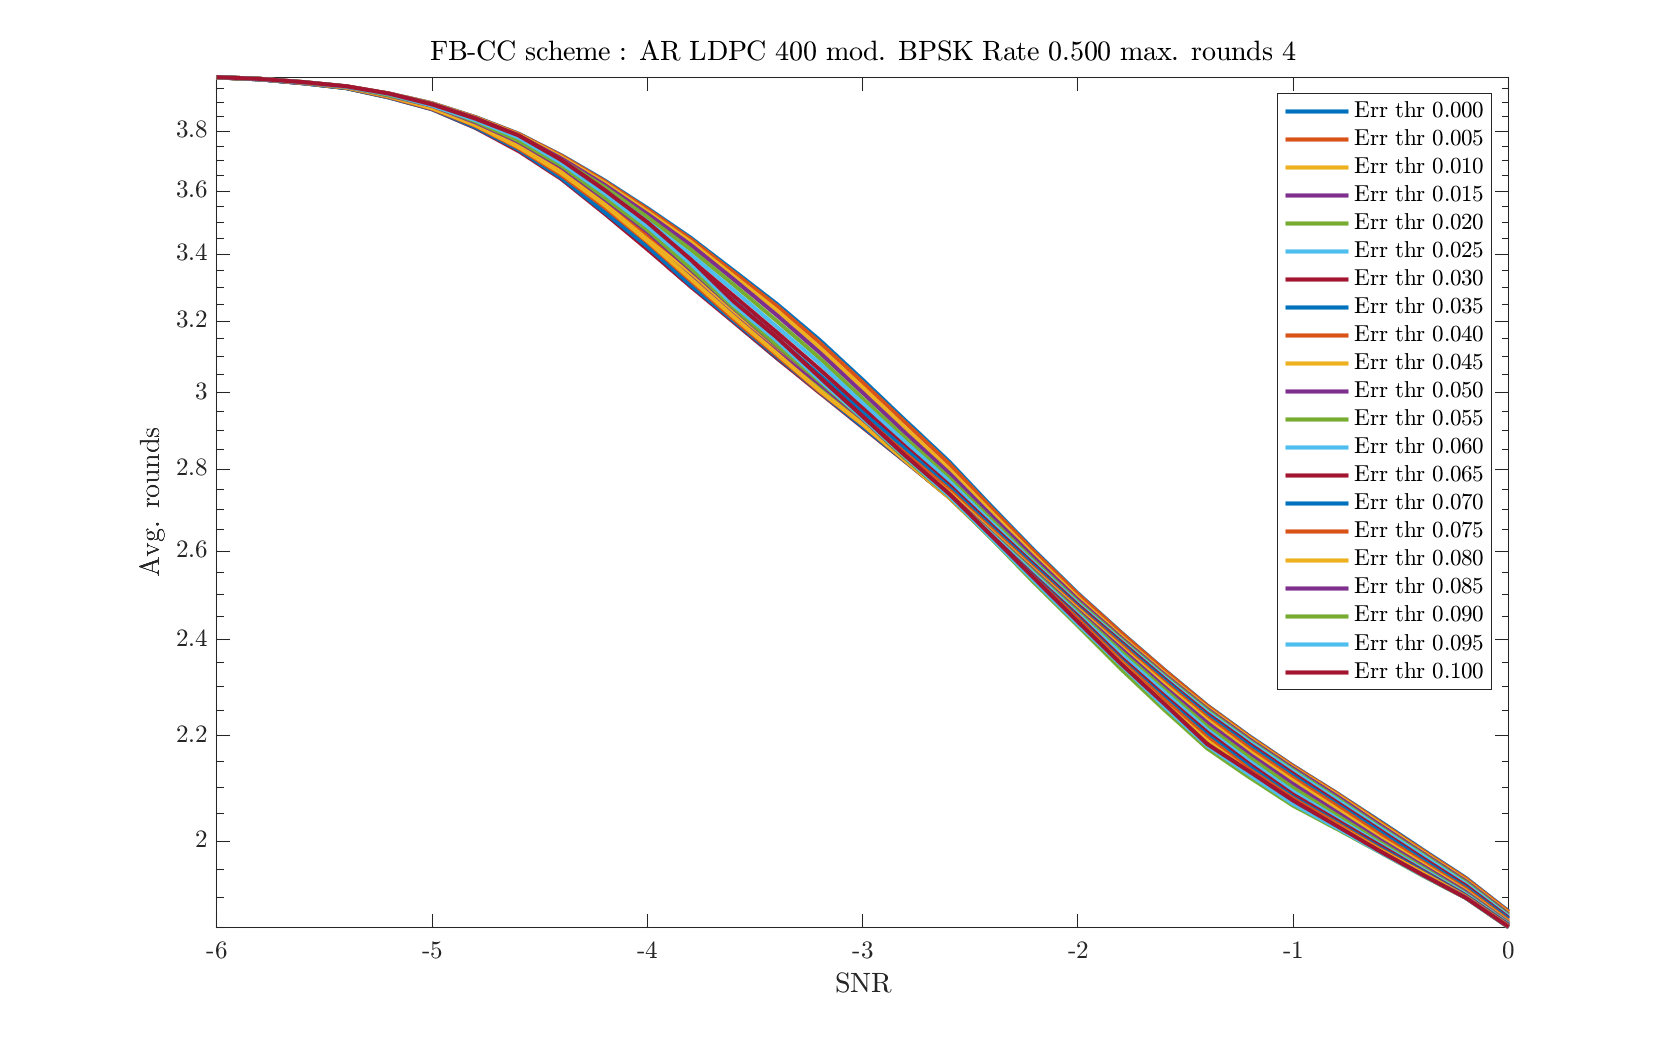 FB-CC scheme : AR LDPC 400 mod. BPSK Rate 0.500 max. rounds 4
Avg. rounds
3.8
3.6
3.4
3.2
3
2.8
2.6
2.4
2.2
2
Err thr 0.000
Err thr 0.005
Err thr 0.010
Err thr 0.015
Err thr 0.020
Err thr 0.025
Err thr 0.030
Err thr 0.035
Err thr 0.040
Err thr 0.045
Err thr 0.050
Err thr 0.055
Err thr 0.060
Err thr 0.065
Err thr 0.070
Err thr 0.075
Err thr 0.080
Err thr 0.085
Err thr 0.090
Err thr 0.095
Err thr 0.100
-6 -5 -4 -3 -2 -1 0
SNR